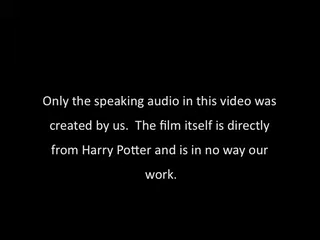 Only the speaking audio in this video was
created by us.  The film itself is directly
from Harry Potter and is in no way our
work.